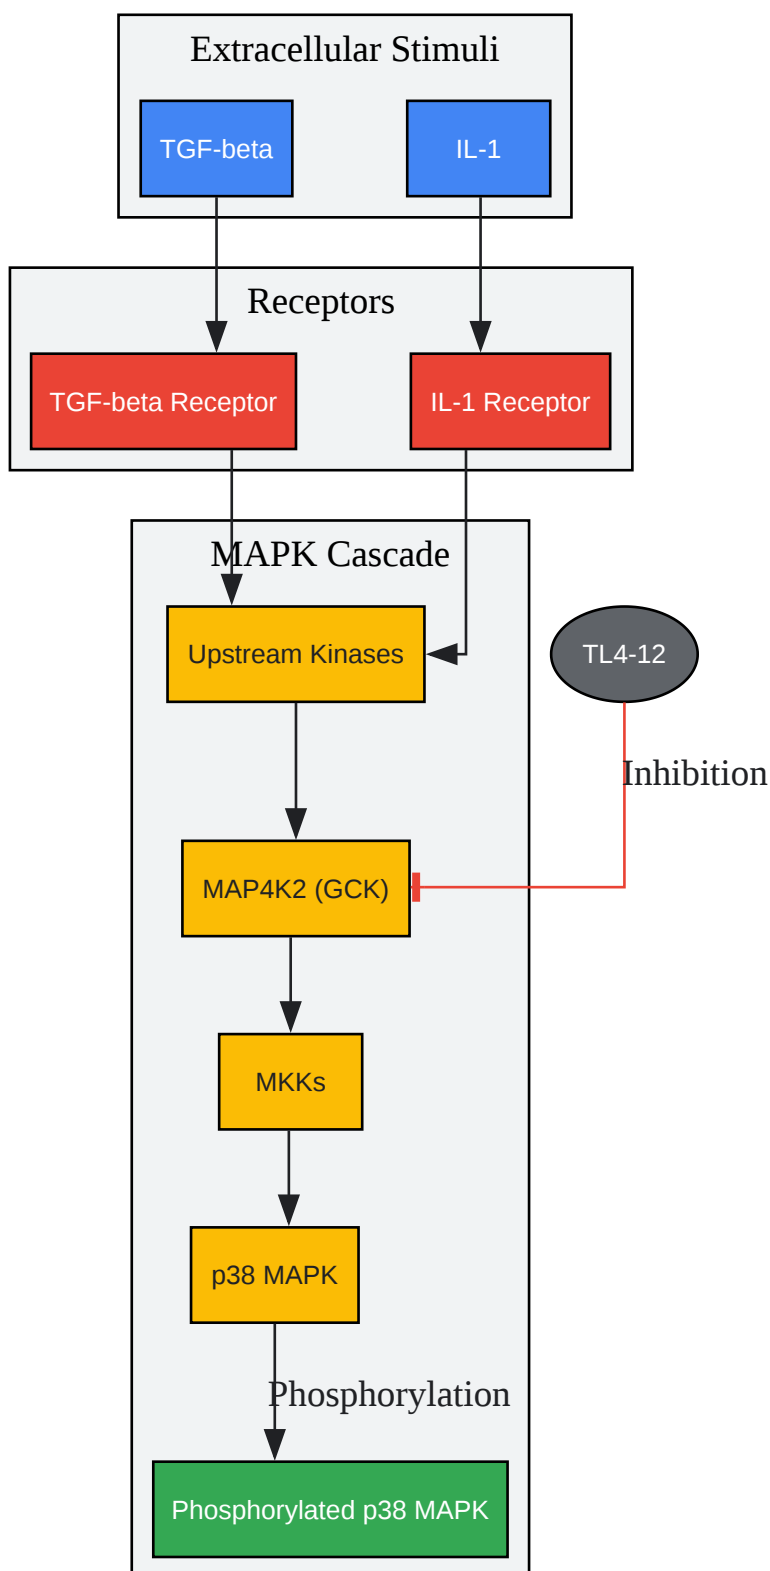 Extracellular Stimuli
TGF-beta
IL-1
Receptors
TGF-beta Receptor
IL-1 Receptor
MAPK Cascade
Upstream Kinases
TL4-12
Inhibition
MAP4K2 (GCK)
MKKs
p38 MAPK
Phosphorylation
Phosphorylated p38 MAPK